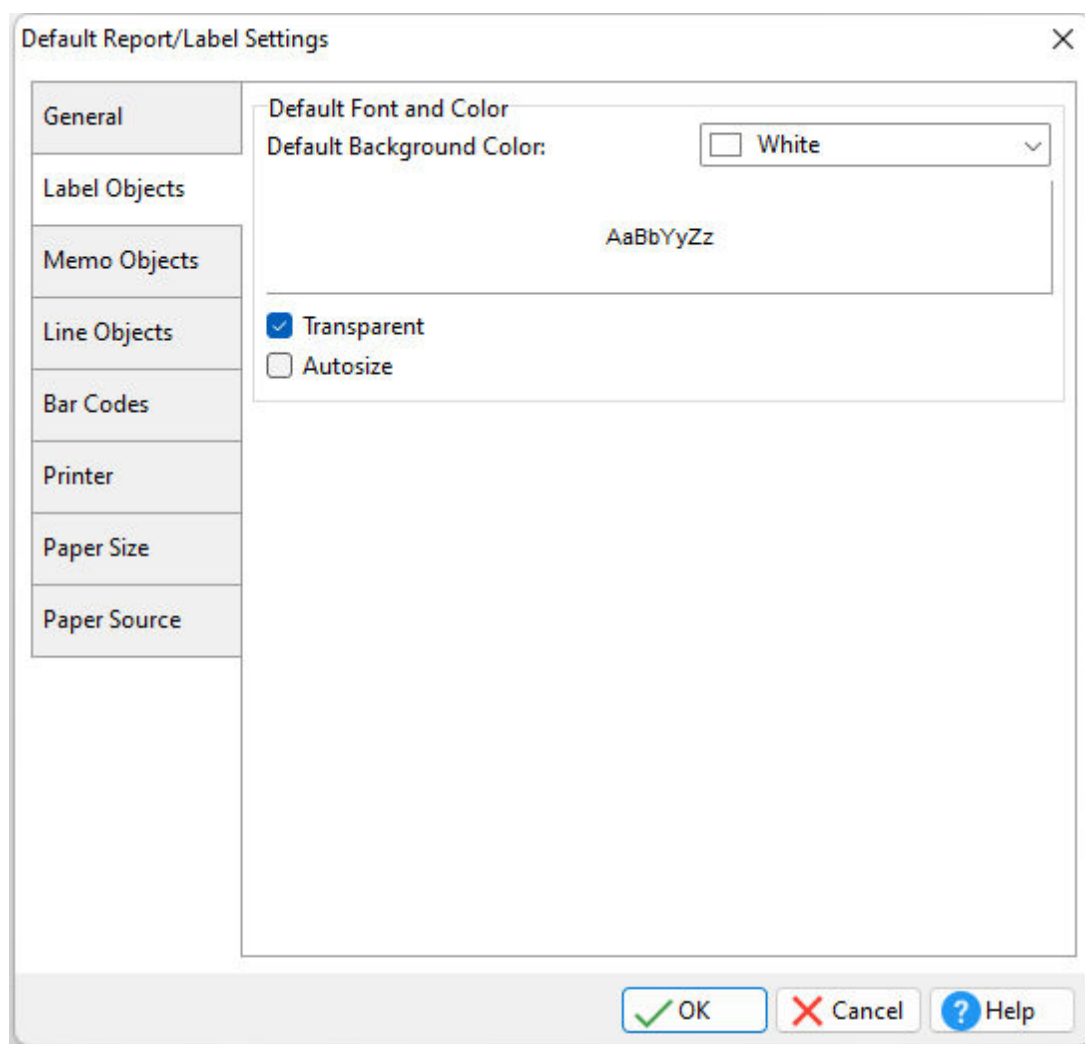 Default Report/Label Settings
General
Label Objects
Memo Objects
Line Objects
Bar Codes
Printer
Paper Size
Paper Source
Default Font and Color
Default Background Color:
White
AaBbYyZz
Transparent
Autosize
OK
Cancel
? Help